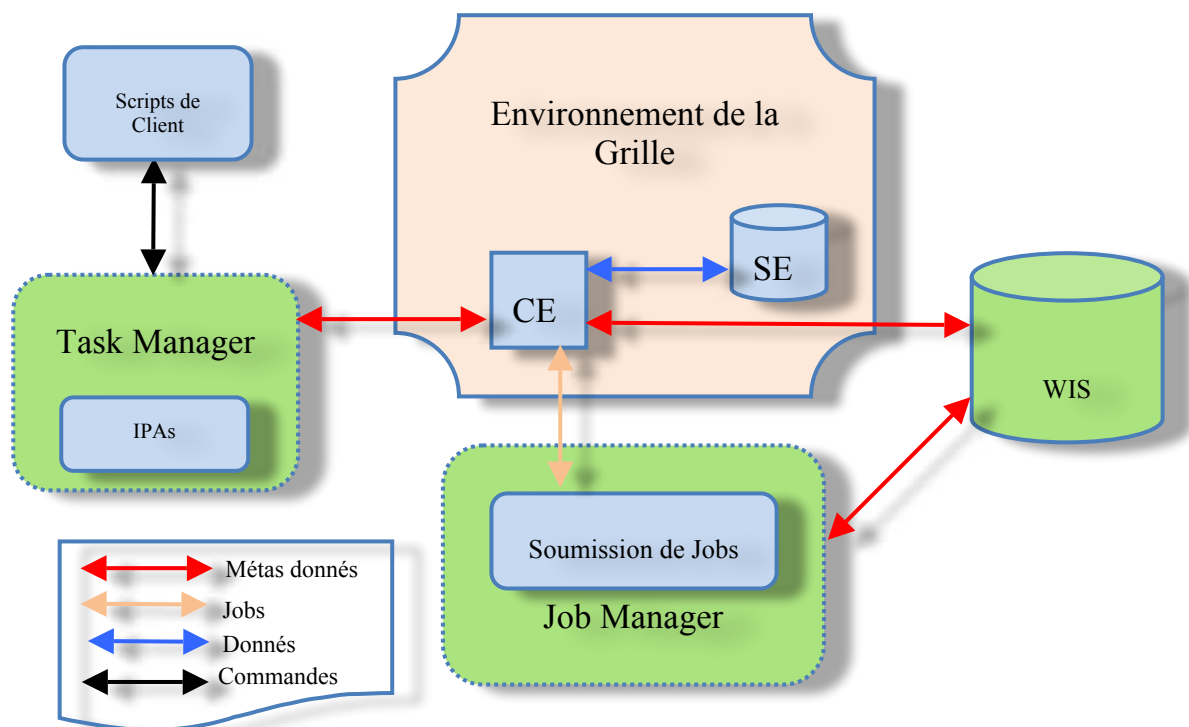 Scripts de
Client
Environnement de la
Grille
SE
CE
Task Manager
IPAs
WIS
Soumission de Jobs
Job Manager
Métas donnés
Jobs
Donnés
Commandes